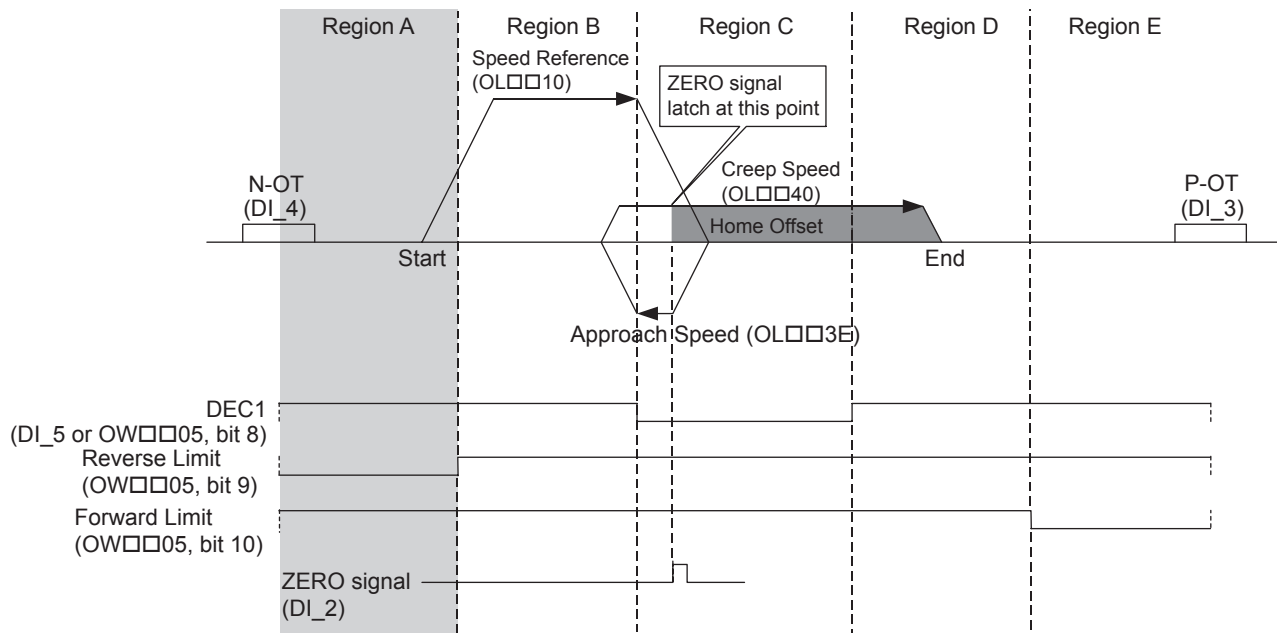 Region A
Region B
Region C
Region D
Region E
Speed Reference
(OL□□10)
ZERO signal
latch at this point
N-OT
(DI_4)
Creep Speed
(OL□□40)
P-OT
(DI_3)
Home Offset
Start
End
Approach Speed (OL□□3E)
DEC1
(DI_5 or OW□□05, bit 8)
Reverse Limit
(OW□□05, bit 9)
Forward Limit
(OW□□05, bit 10)
ZERO signal
(DI_2)